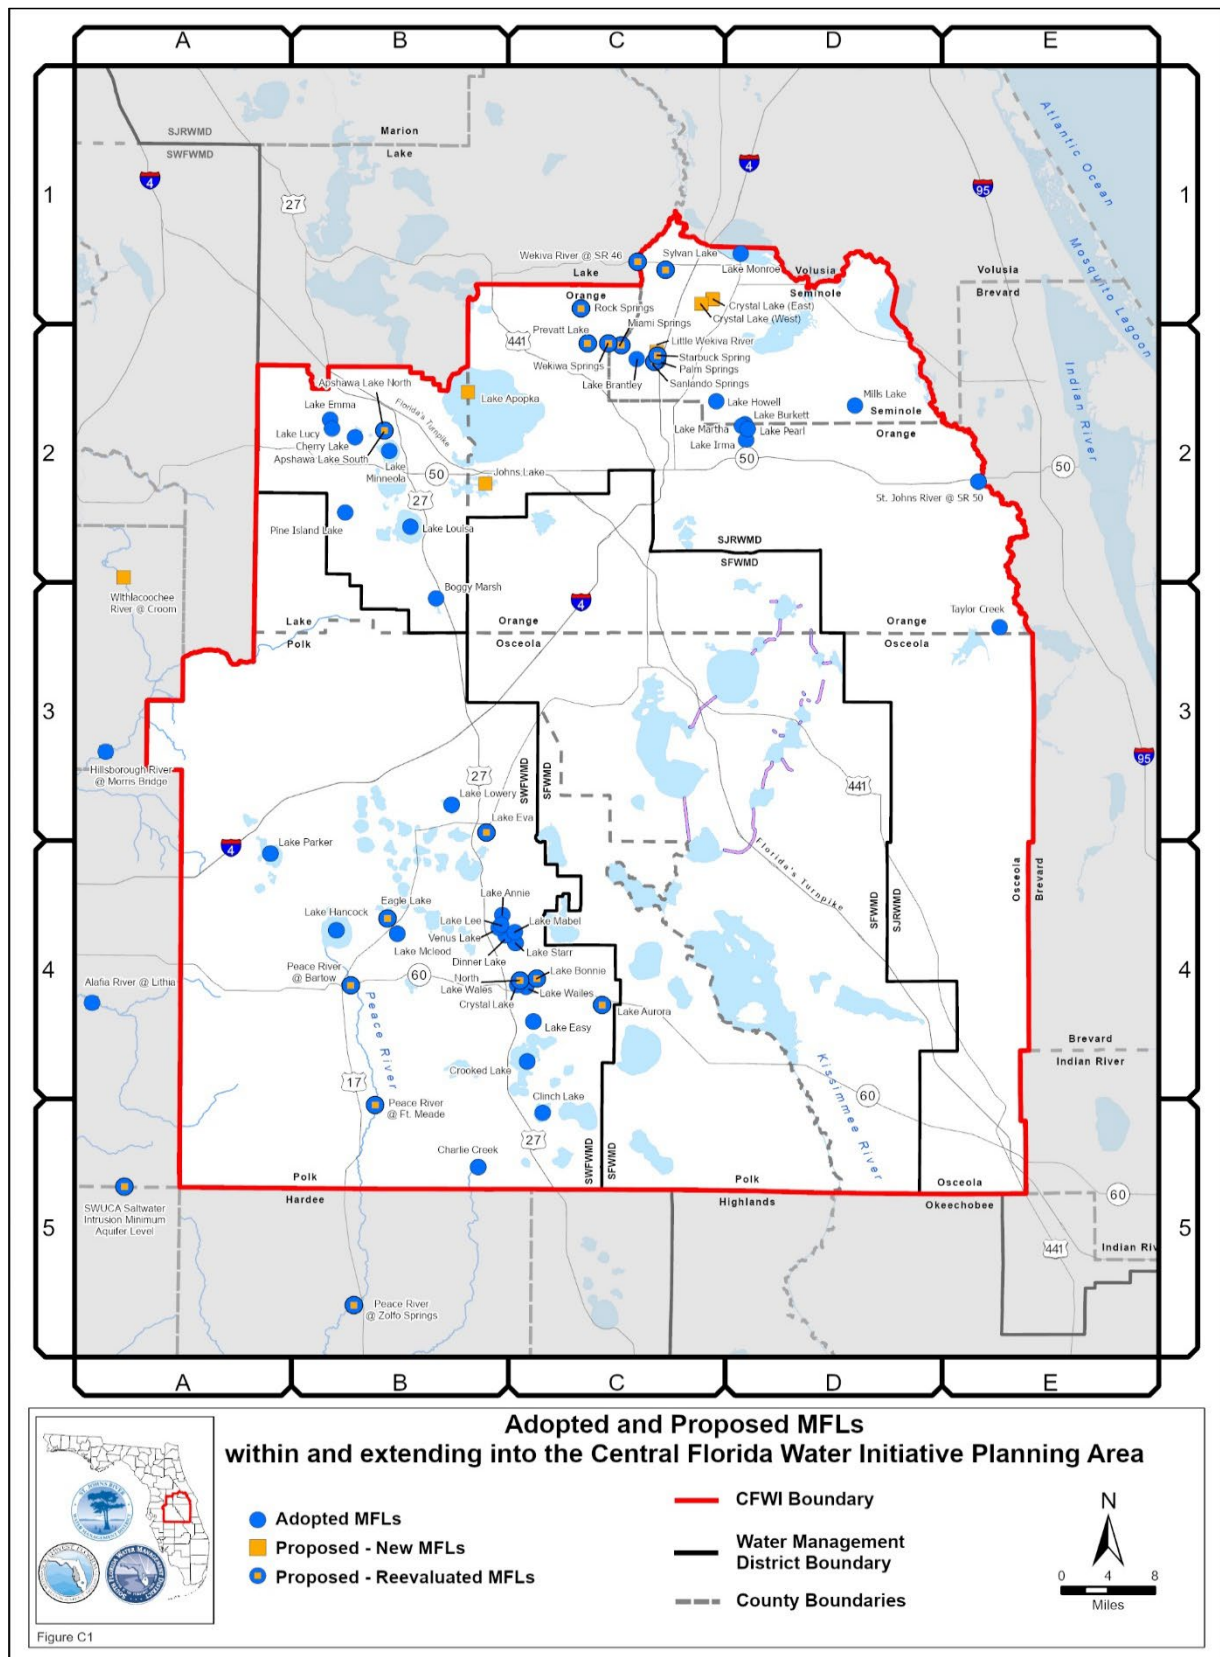 A
B
C
D
E
1
1
2
2
3
3
4
4
5
5
SJRWMD
SWFWMD
Marion
Lake
4
27
4
95
Atlantic Ocean
Mosquito Lagoon
Indian River
Wekiva River @ SR 46
Sylvan Lake
Lake Monroe
Volusia
Seminole
Volusia
Brevard
Lake
Orange
Rock Springs
Crystal Lake (East)
Crystal Lake (West)
Miami Springs
Prevatt Lake
441
Little Wekiva River
Starbuck Spring
Wekiwa Springs
Palm Springs
Lake Brantley
Sanlando Springs
Apshawa Lake North
Lake Apopka
Lake Emma
Florida's Turnpike
Lake Howell
Mills Lake
Lake Burkett
Seminole
Orange
Lake Lucy
Cherry Lake
Lake Martha
Lake Pearl
Lake Irma
Apshawa Lake South
Lake
Minneola
50
Johns Lake
50
50
27
St. Johns River @ SR 50
Pine Island Lake
Lake Louisa
SJRWMD
SFWMD
Withlacoochee
River @ Croom
Boggy Marsh
4
Taylor Creek
Lake
Polk
Orange
Osceola
Orange
Osceola
Hillsborough River
@ Morris Bridge
27
SWFWMD
SFWMD
441
95
Lake Lowery
Lake Eva
4
Lake Parker
Florida's Turnpike
Osceola
Brevard
Lake Annie
Eagle Lake
Lake Hancock
Lake Lee
Lake Mabel
Venus Lake
Lake Mcleod
Dinner Lake
Lake Starr
SFWMD
SJRWMD
Peace River
@ Bartow
60
North
Lake Wales
Lake Bonnie
Crystal Lake
Lake Wailes
Alafia River @ Lithia
Lake Aurora
Lake Easy
Peace River
Crooked Lake
Kissimmee River
Brevard
Indian River
17
Clinch Lake
60
Peace River
@ Ft. Meade
27
Charlie Creek
SWFWMD
SFWMD
Polk
Hardee
Polk
Highlands
Osceola
Okeechobee
60
SWUCA Saltwater
Intrusion Minimum
Aquifer Level
441
Indian Riv
Peace River
@ Zolfo Springs
A
B
C
D
E
Adopted and Proposed MFLs
within and extending into the Central Florida Water Initiative Planning Area
Adopted MFLs
Proposed - New MFLs
Proposed - Reevaluated MFLs
CFWI Boundary
Water Management
District Boundary
County Boundaries
N
0 4 8
Miles
Figure C1